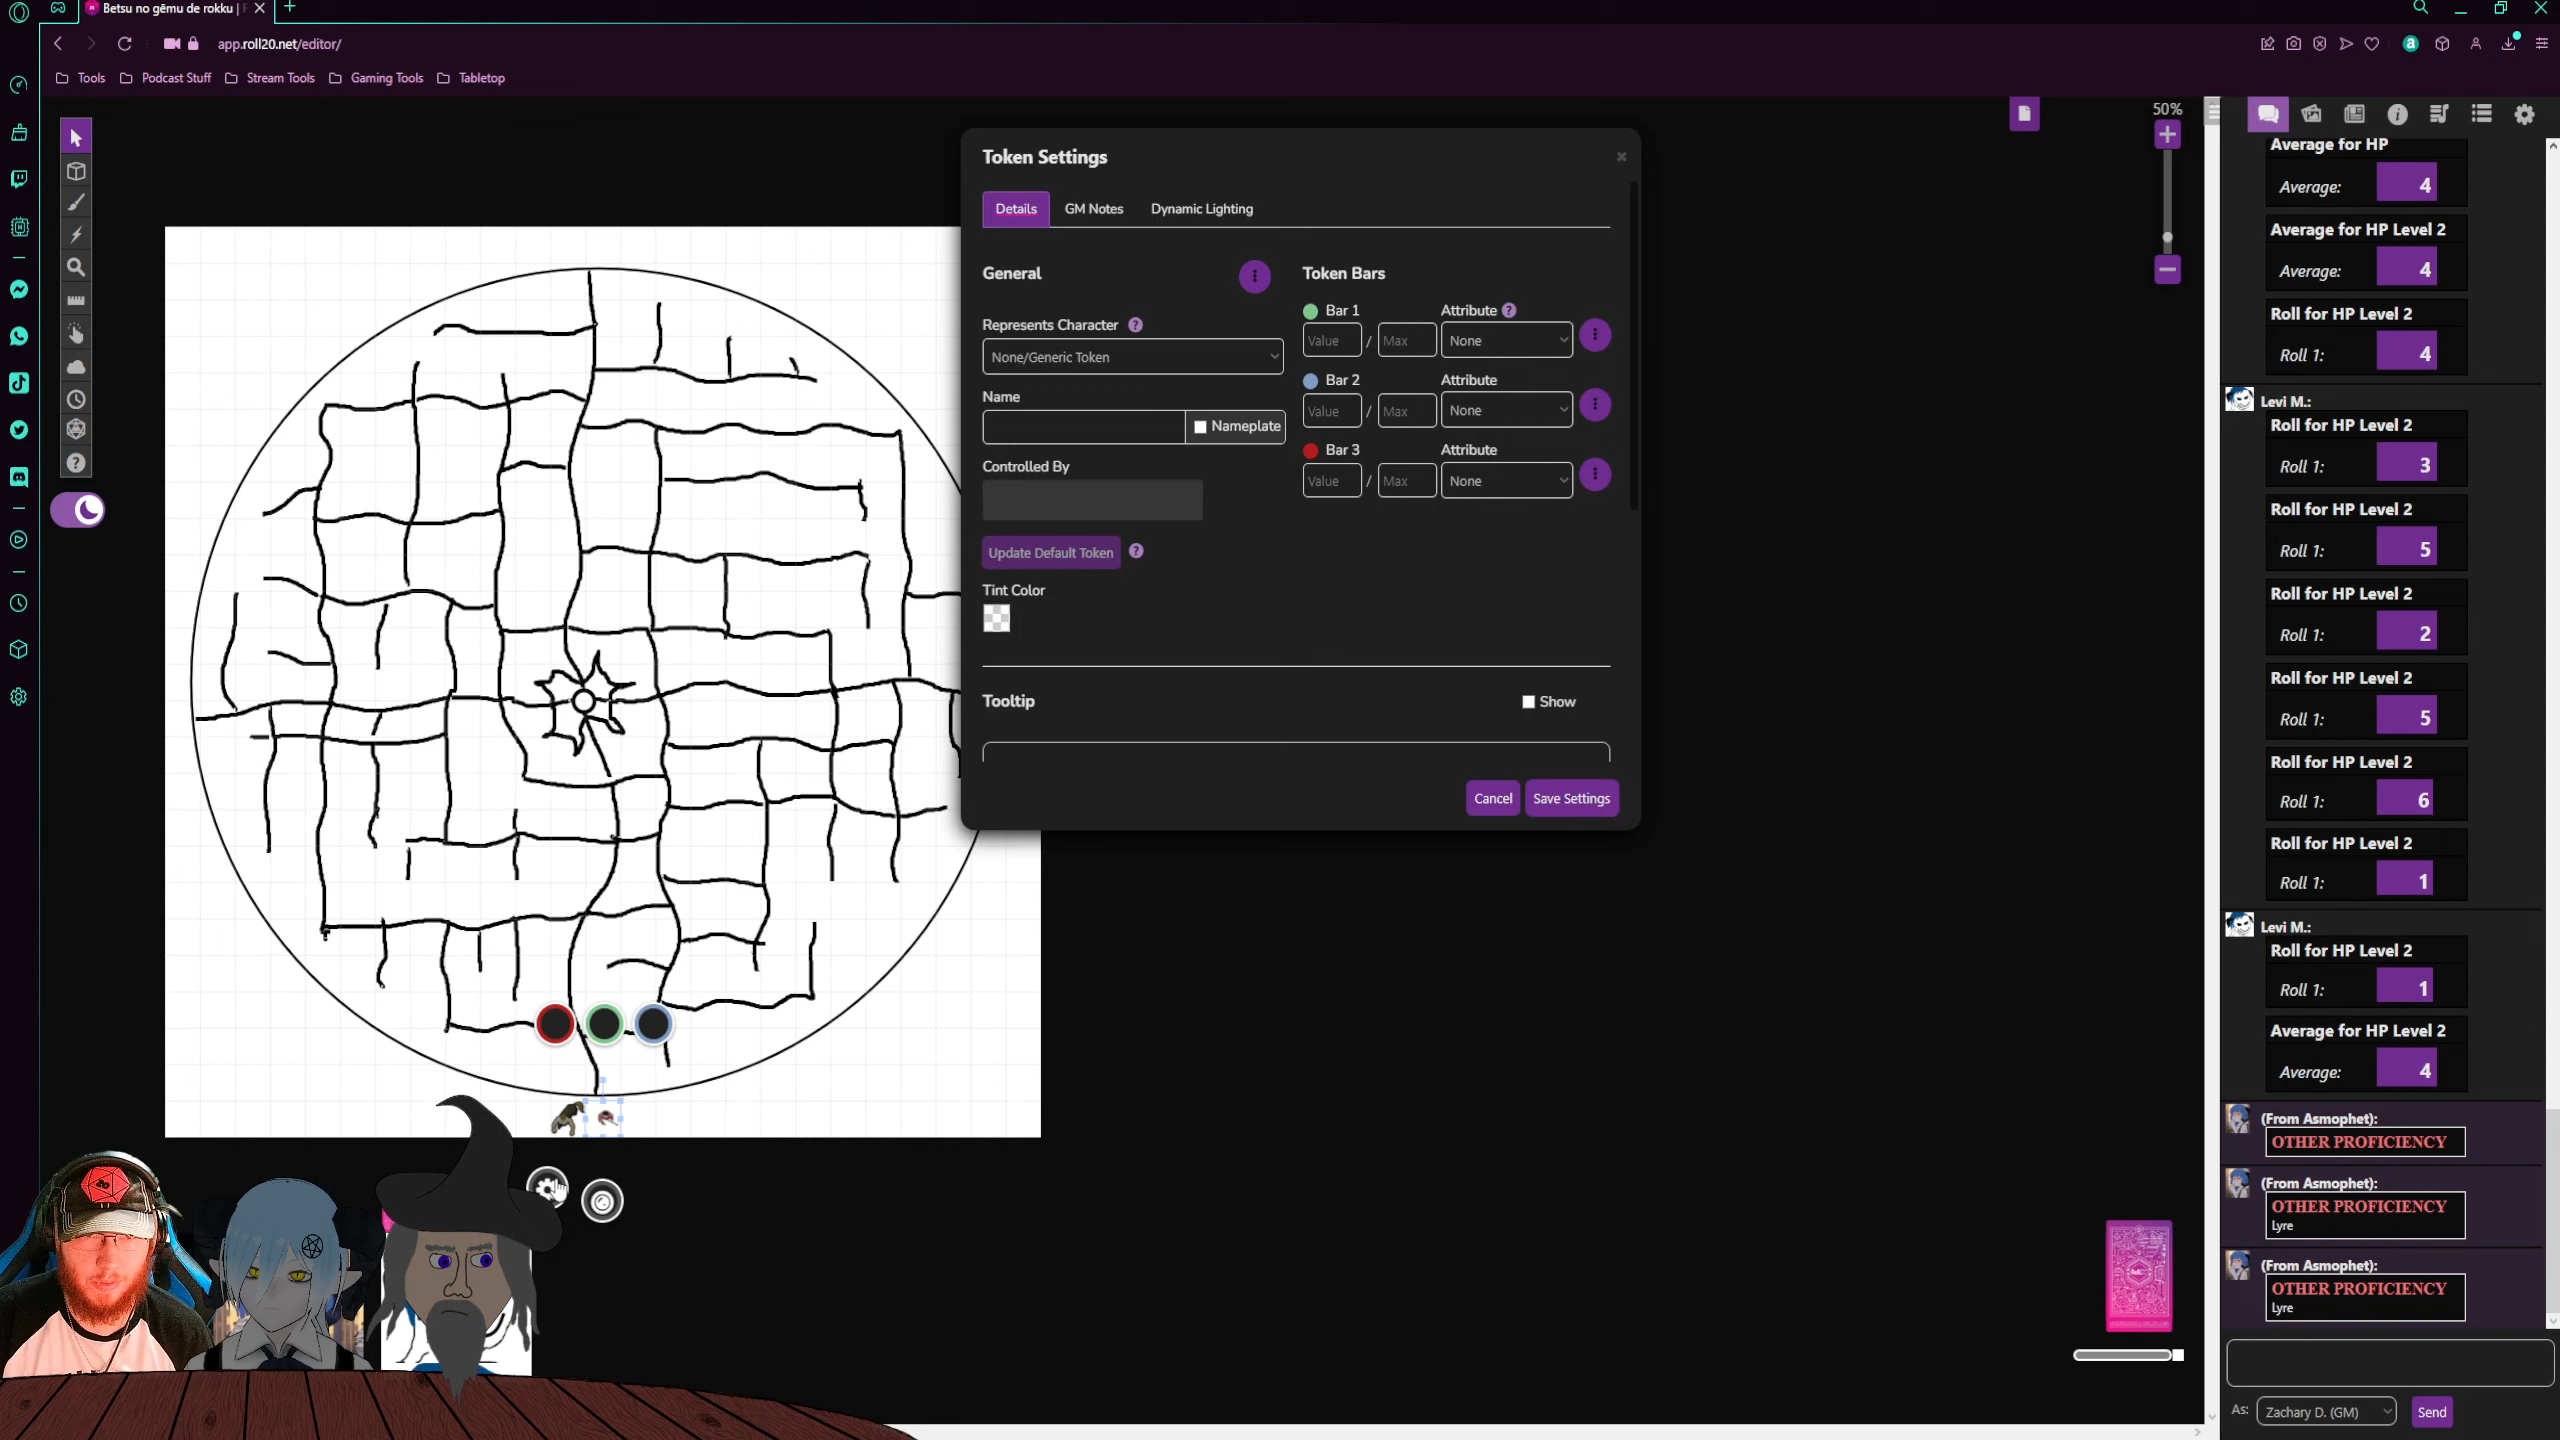 Betsu no gēmu de rokku |
app.roll20.net/editor/
Tools
Podcast Stuff
Stream Tools
Gaming Tools
Tabletop
50%
Token Settings
Details
GM Notes
Dynamic Lighting
General
Represents Character
None/Generic Token
Name
Nameplate
Controlled By
Update Default Token
Tint Color
Token Bars
Bar 1
Attribute
Value / Max
None
Bar 2
Attribute
Value / Max
None
Bar 3
Attribute
Value / Max
None
Tooltip
Show
Cancel
Save Settings
Average for HP
Average: 4
Average for HP Level 2
Average: 4
Roll for HP Level 2
Roll 1: 4
Levi M.:
Roll for HP Level 2
Roll 1: 3
Roll for HP Level 2
Roll 1: 5
Roll for HP Level 2
Roll 1: 2
Roll for HP Level 2
Roll 1: 5
Roll for HP Level 2
Roll 1: 6
Roll for HP Level 2
Roll 1: 1
Levi M.:
Roll for HP Level 2
Roll 1: 1
Average for HP Level 2
Average: 4
(From Asmophet):
OTHER PROFICIENCY
(From Asmophet):
OTHER PROFICIENCY
Lyre
(From Asmophet):
OTHER PROFICIENCY
Lyre
As: Zachary D. (GM)
Send